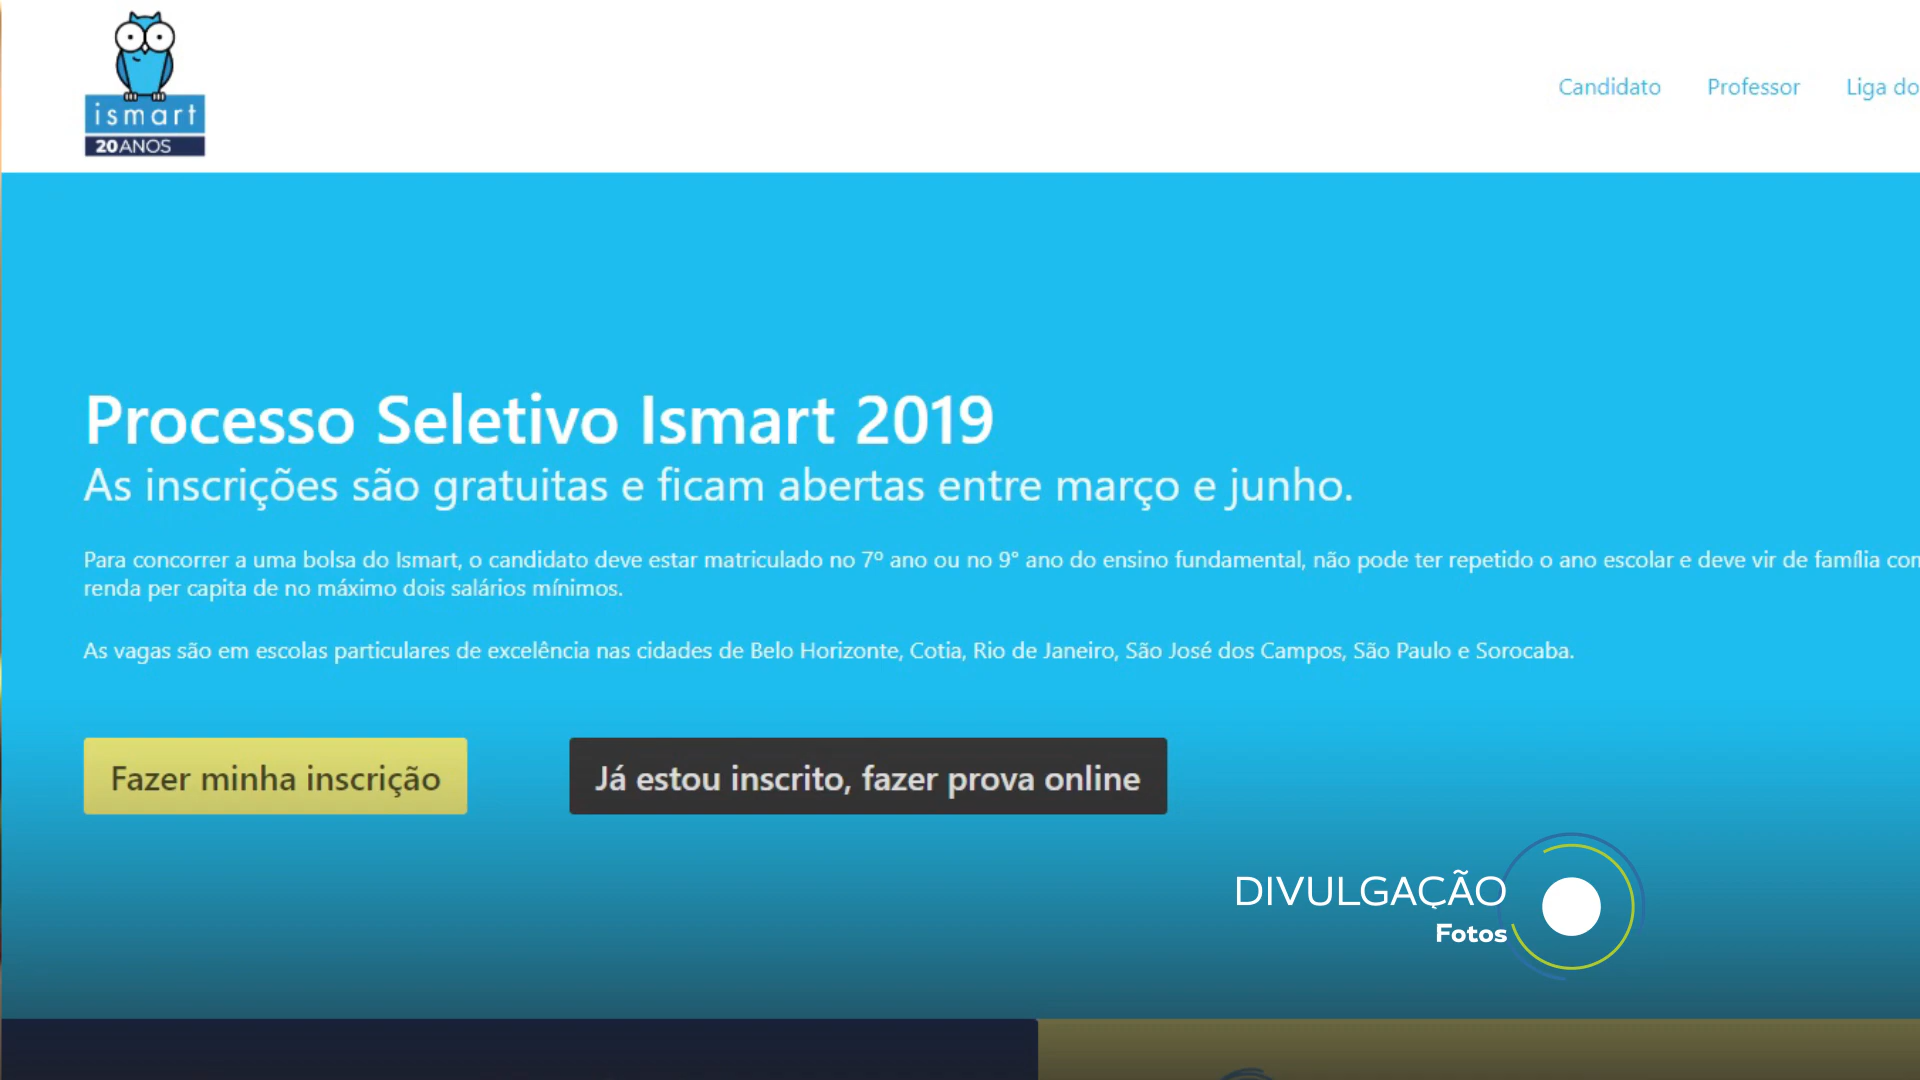 ismart
20 ANOS
Candidato
Professor
Liga do
Processo Seletivo Ismart 2019
As inscrições são gratuitas e ficam abertas entre março e junho.
Para concorrer a uma bolsa do Ismart, o candidato deve estar matriculado no 7º ano ou no 9° ano do ensino fundamental, não pode ter repetido o ano escolar e deve vir de família com
renda per capita de no máximo dois salários mínimos.
As vagas são em escolas particulares de excelência nas cidades de Belo Horizonte, Cotia, Rio de Janeiro, São José dos Campos, São Paulo e Sorocaba.
Fazer minha inscrição
Já estou inscrito, fazer prova online
DIVULGAÇÃO
Fotos